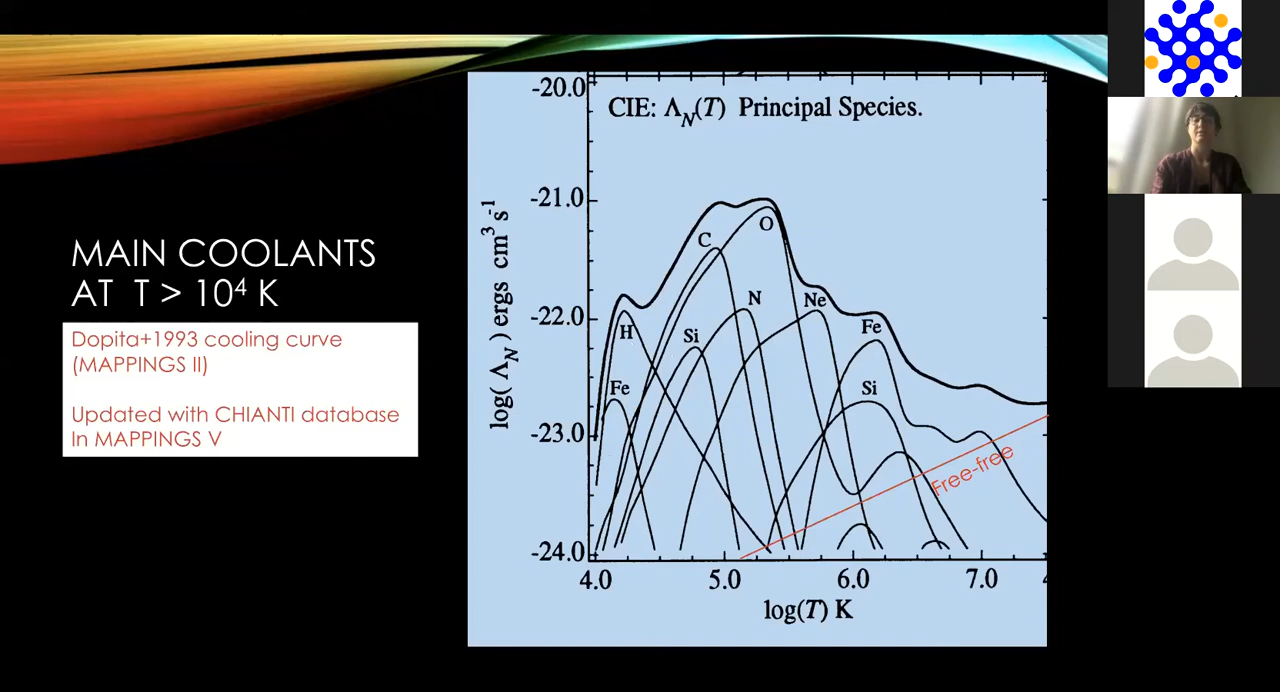 MAIN COOLANTS
AT T > 10⁴ K
Dopita+1993 cooling curve
(MAPPINGS II)
Updated with CHIANTI database
In MAPPINGS V
CIE: Λ_N(T) Principal Species.
log( Λ_N ) ergs cm³ s⁻¹
-20.0
-21.0
-22.0
-23.0
-24.0
C
O
H
Si
N
Ne
Fe
Fe
Si
Free-free
4.0 5.0 6.0 7.0
log(T) K